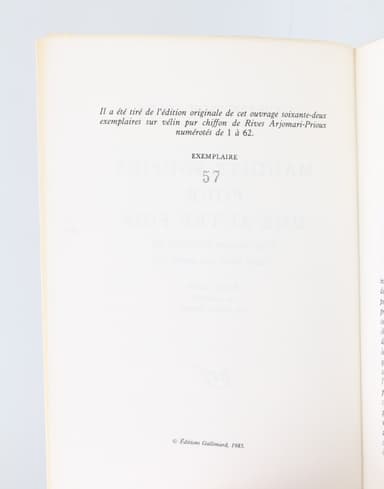 Il a été tiré de l'édition originale de cet ouvrage soixante-deux
exemplaires sur vélin pur chiffon de Rives Arjomari-Prioux
numérotés de 1 à 62.
EXEMPLAIRE
57
© Éditions Gallimard, 1985.